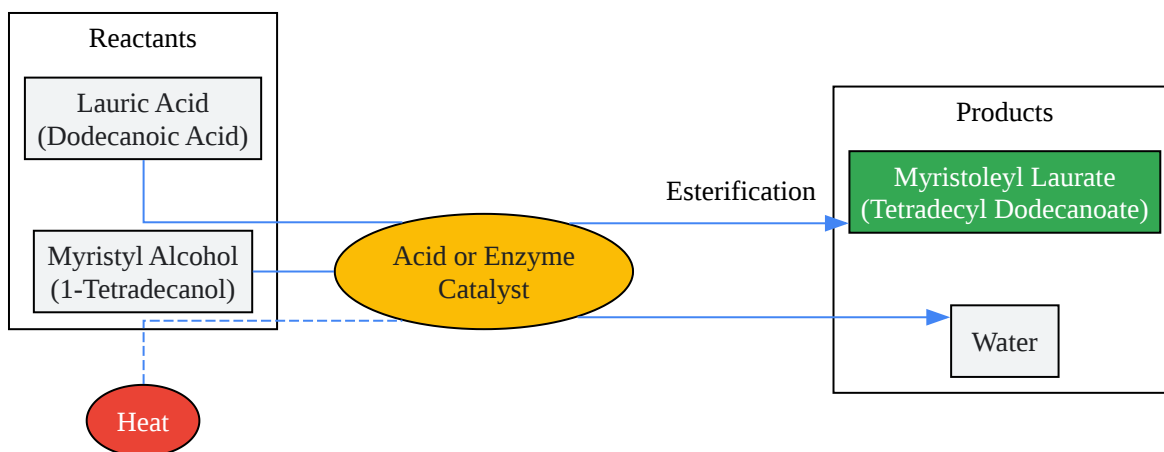 Reactants
Lauric Acid
(Dodecanoic Acid)
Myristyl Alcohol
(1-Tetradecanol)
Heat
Acid or Enzyme
Catalyst
Esterification
Products
Myristoleyl Laurate
(Tetradecyl Dodecanoate)
Water